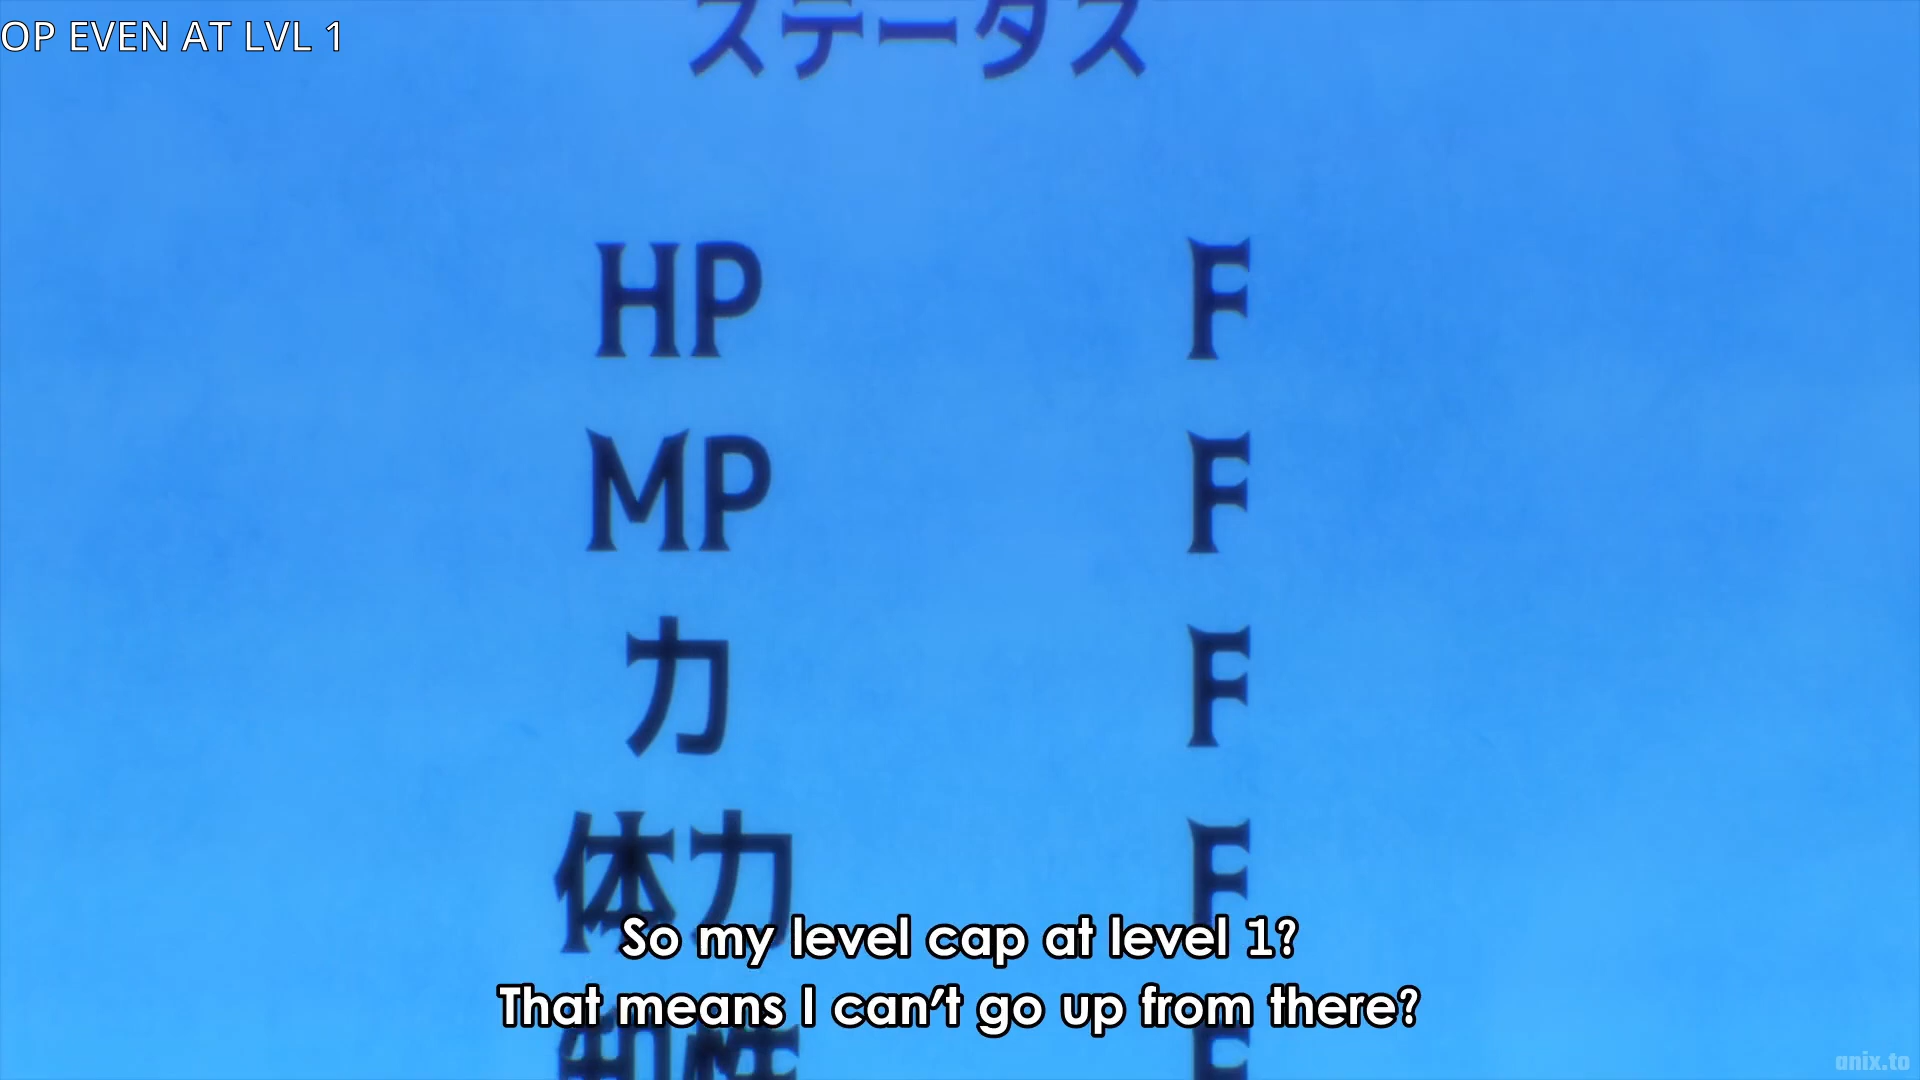 OP EVEN AT LVL 1
ステータス
HP F
MP F
力 F
体力 F
So my level cap at level 1?
That means I can't go up from there?
F
anix.to